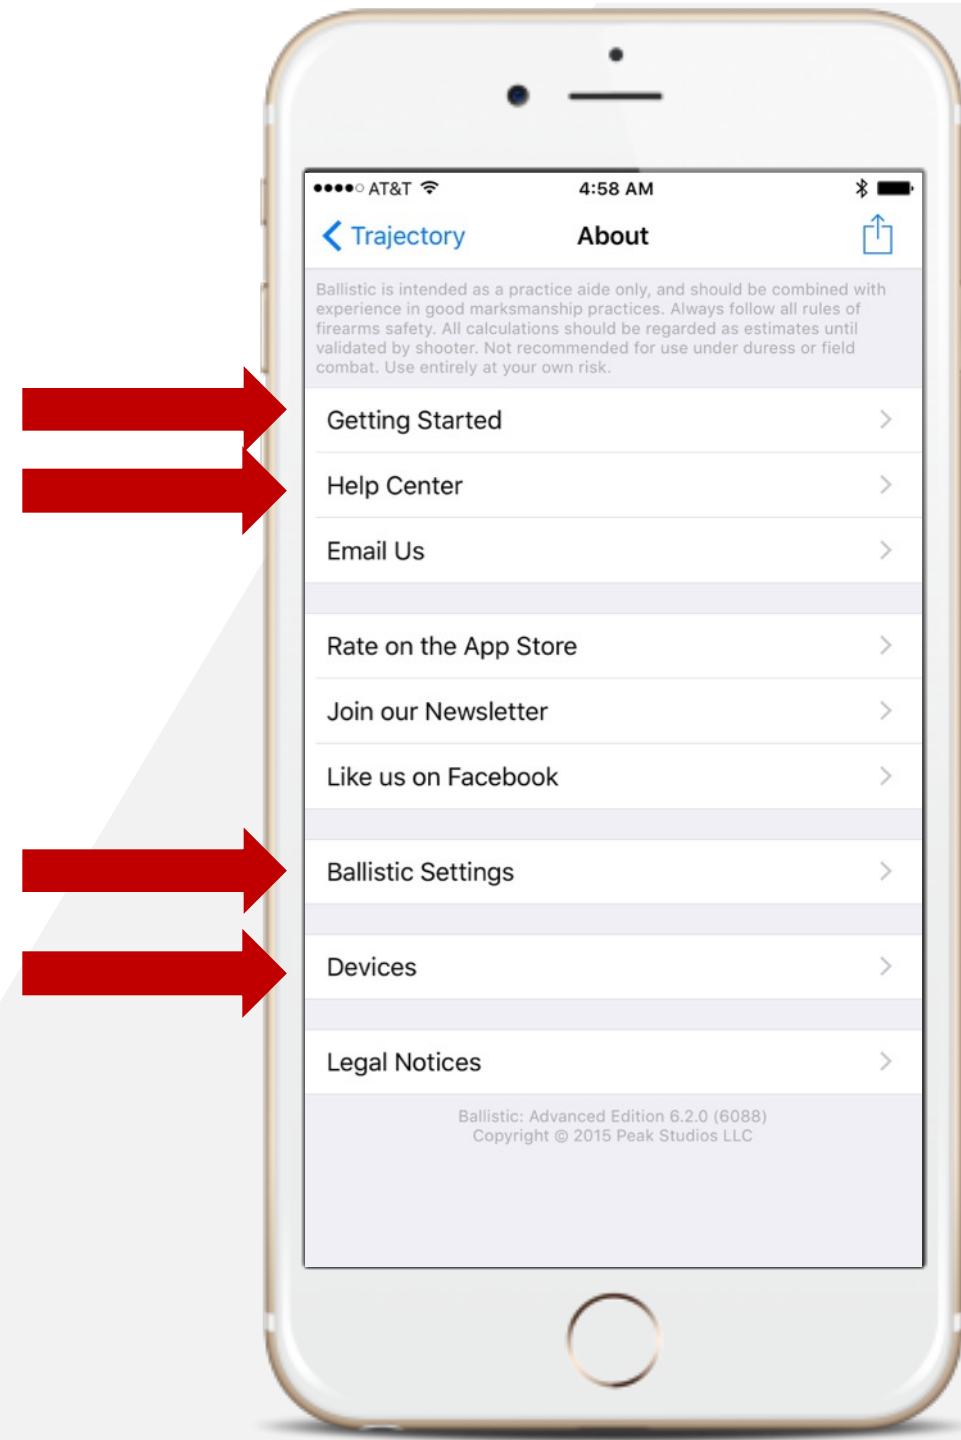 AT&T 4:58 AM
Trajectory About
Ballistic is intended as a practice aide only, and should be combined with
experience in good marksmanship practices. Always follow all rules of
firearms safety. All calculations should be regarded as estimates until
validated by shooter. Not recommended for use under duress or field
combat. Use entirely at your own risk.
Getting Started
Help Center
Email Us
Rate on the App Store
Join our Newsletter
Like us on Facebook
Ballistic Settings
Devices
Legal Notices
Ballistic: Advanced Edition 6.2.0 (6088)
Copyright © 2015 Peak Studios LLC